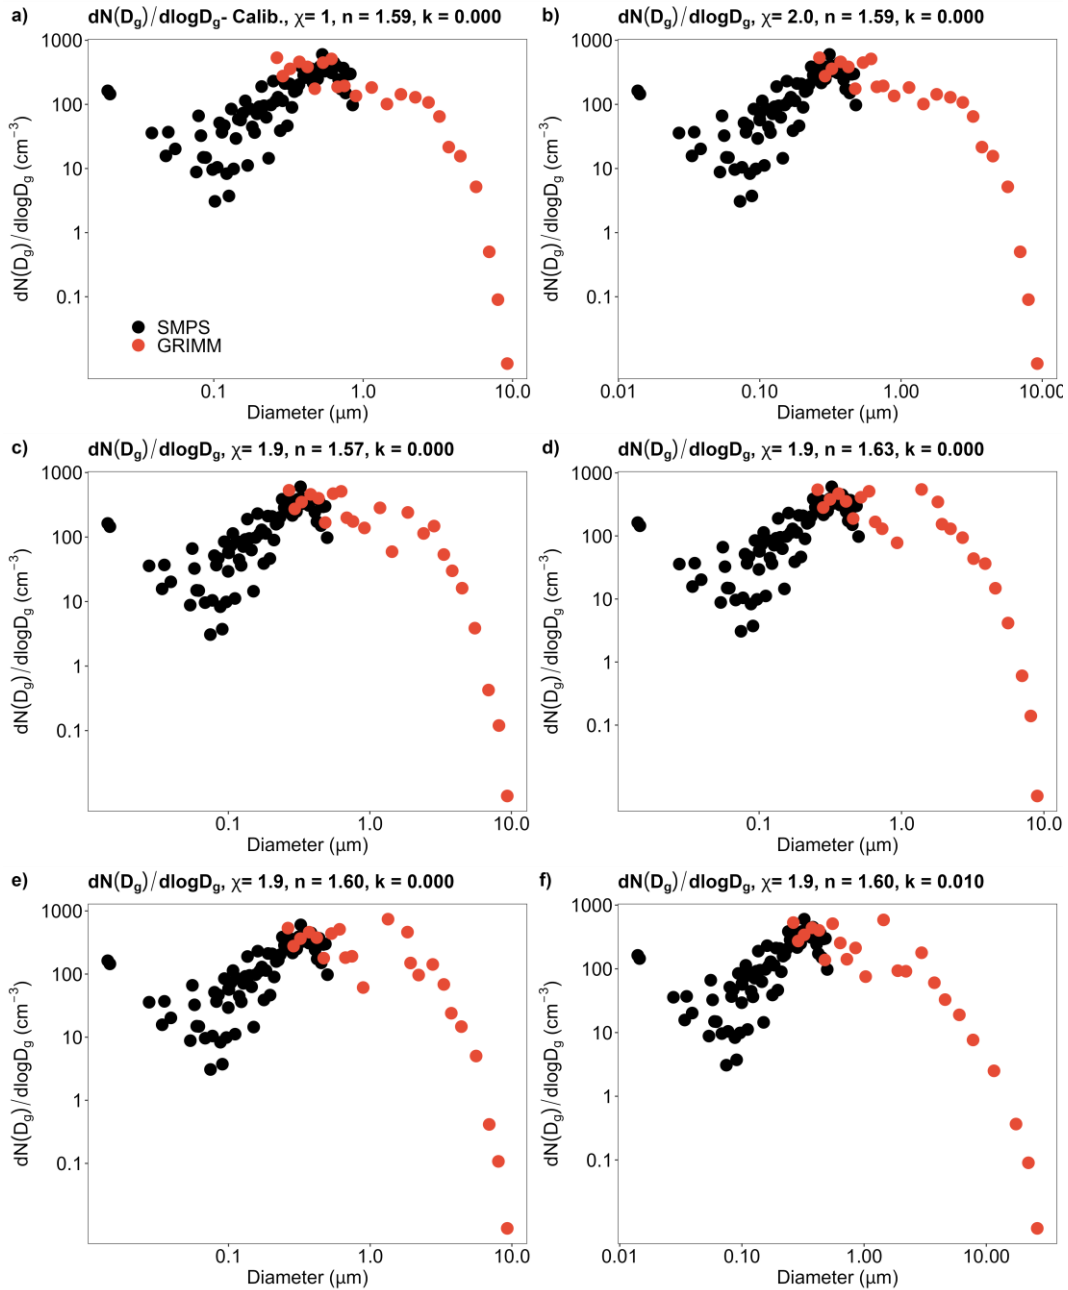 a) dN(Dg)/dlogDg- Calib., χ= 1, n = 1.59, k = 0.000
1000
100
10
1
0.1
dN(Dg)/dlogDg (cm−3)
SMPS
GRIMM
0.1 1.0 10.0
Diameter (µm)
b) dN(Dg)/dlogDg, χ= 2.0, n = 1.59, k = 0.000
1000
100
10
1
0.1
dN(Dg)/dlogDg (cm−3)
0.01 0.10 1.00 10.00
Diameter (µm)
c) dN(Dg)/dlogDg, χ= 1.9, n = 1.57, k = 0.000
1000
100
10
1
0.1
dN(Dg)/dlogDg (cm−3)
0.1 1.0 10.0
Diameter (µm)
d) dN(Dg)/dlogDg, χ= 1.9, n = 1.63, k = 0.000
1000
100
10
1
0.1
dN(Dg)/dlogDg (cm−3)
0.1 1.0 10.0
Diameter (µm)
e) dN(Dg)/dlogDg, χ= 1.9, n = 1.60, k = 0.000
1000
100
10
1
0.1
dN(Dg)/dlogDg (cm−3)
0.1 1.0 10.0
Diameter (µm)
f) dN(Dg)/dlogDg, χ= 1.9, n = 1.60, k = 0.010
1000
100
10
1
0.1
dN(Dg)/dlogDg (cm−3)
0.01 0.10 1.00 10.00
Diameter (µm)